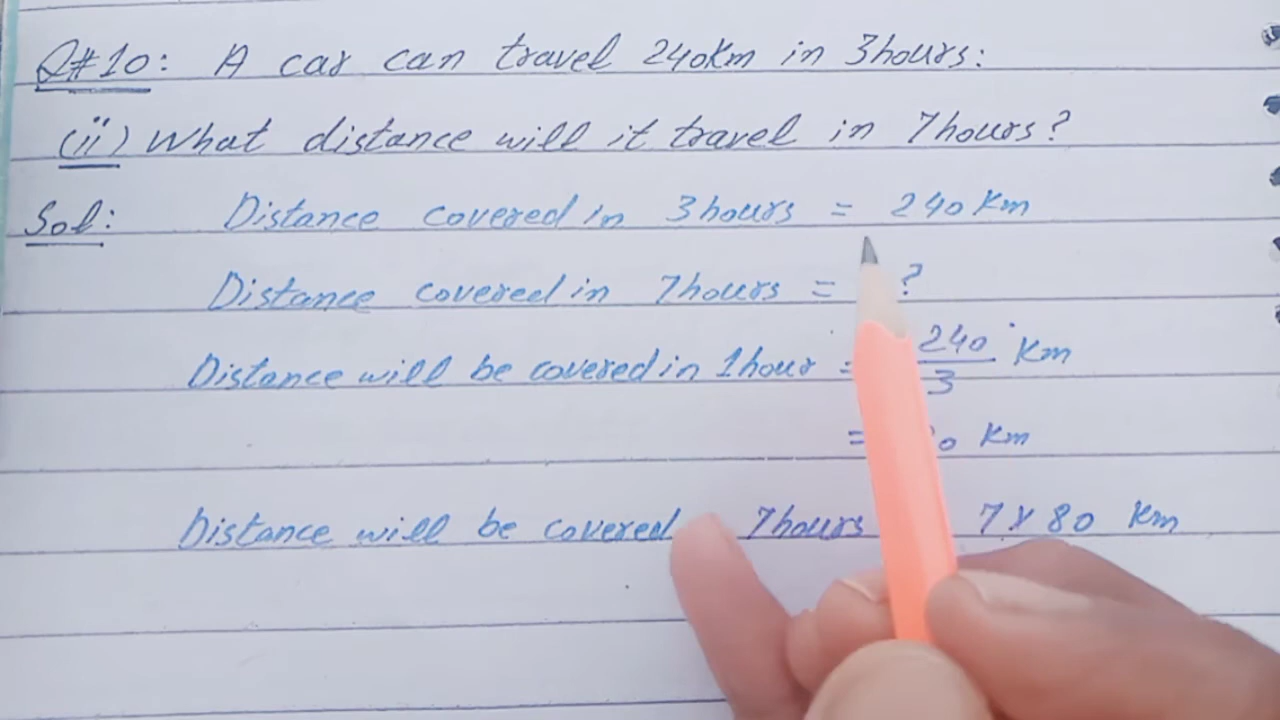 Q#10: A car can travel 240Km in 3hours:
(ii) What distance will it travel in 7hours?
Sol: Distance covered in 3hours = 240 Km
Distance covered in 7hours = ?
Distance will be covered in 1hour = 240/3 Km
= 0 Km
Distance will be covered 7hours 7 x 80 Km